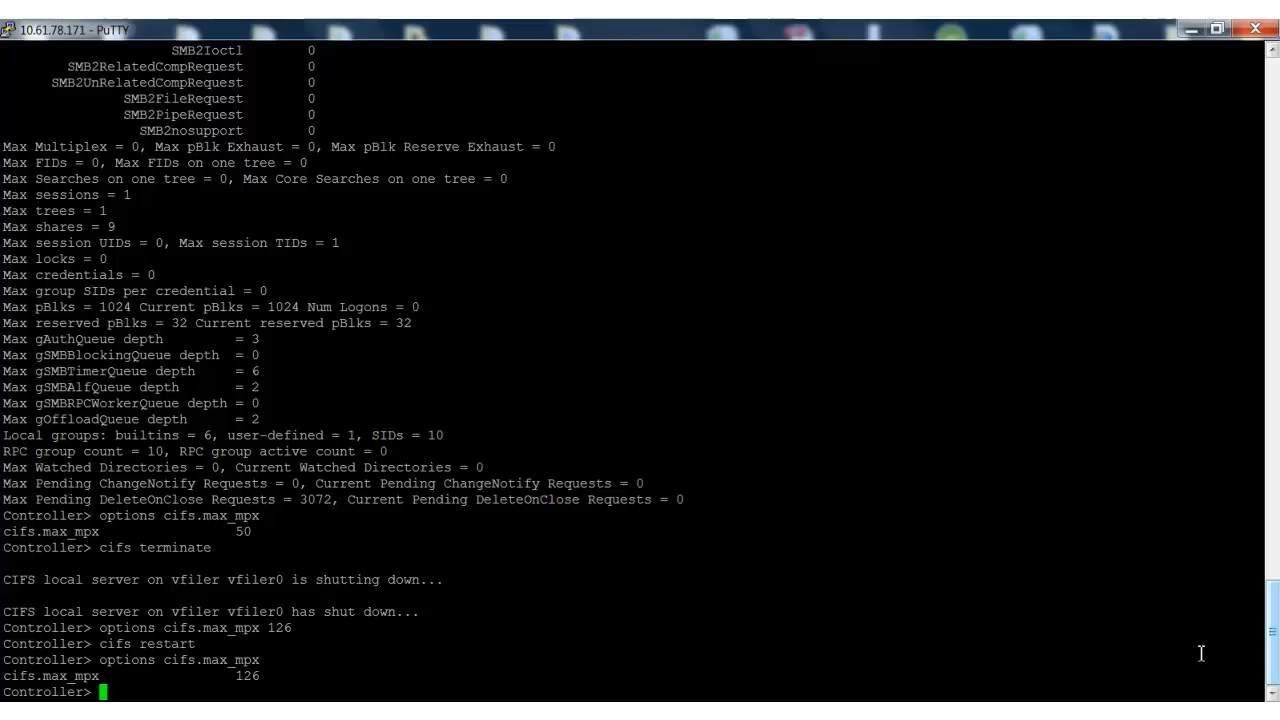 10.61.78.171 - PuTTY
SMB2Ioctl 0
SMB2RelatedCompRequest 0
SMB2UnRelatedCompRequest 0
SMB2FileRequest 0
SMB2PipeRequest 0
SMB2nosupport 0
Max Multiplex = 0, Max pBlk Exhaust = 0, Max pBlk Reserve Exhaust = 0
Max FIDs = 0, Max FIDs on one tree = 0
Max Searches on one tree = 0, Max Core Searches on one tree = 0
Max sessions = 1
Max trees = 1
Max shares = 9
Max session UIDs = 0, Max session TIDs = 1
Max locks = 0
Max credentials = 0
Max group SIDs per credential = 0
Max pBlks = 1024 Current pBlks = 1024 Num Logons = 0
Max reserved pBlks = 32 Current reserved pBlks = 32
Max gAuthQueue depth = 3
Max gSMBBlockingQueue depth = 0
Max gSMBTimerQueue depth = 6
Max gSMBAlfQueue depth = 2
Max gSMBRPCWorkerQueue depth = 0
Max gOffloadQueue depth = 2
Local groups: builtins = 6, user-defined = 1, SIDs = 10
RPC group count = 10, RPC group active count = 0
Max Watched Directories = 0, Current Watched Directories = 0
Max Pending ChangeNotify Requests = 0, Current Pending ChangeNotify Requests = 0
Max Pending DeleteOnClose Requests = 3072, Current Pending DeleteOnClose Requests = 0
Controller> options cifs.max_mpx
cifs.max_mpx 50
Controller> cifs terminate
CIFS local server on vfiler vfiler0 is shutting down...
CIFS local server on vfiler vfiler0 has shut down...
Controller> options cifs.max_mpx 126
Controller> cifs restart
Controller> options cifs.max_mpx
cifs.max_mpx 126
Controller>